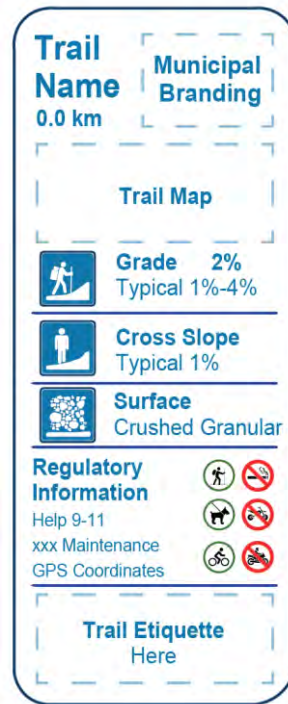 Trail
Name
0.0 km
Municipal
Branding
Trail Map
Grade 2%
Typical 1%-4%
Cross Slope
Typical 1%
Surface
Crushed Granular
Regulatory
Information
Help 9-11
xxx Maintenance
GPS Coordinates
Trail Etiquette
Here